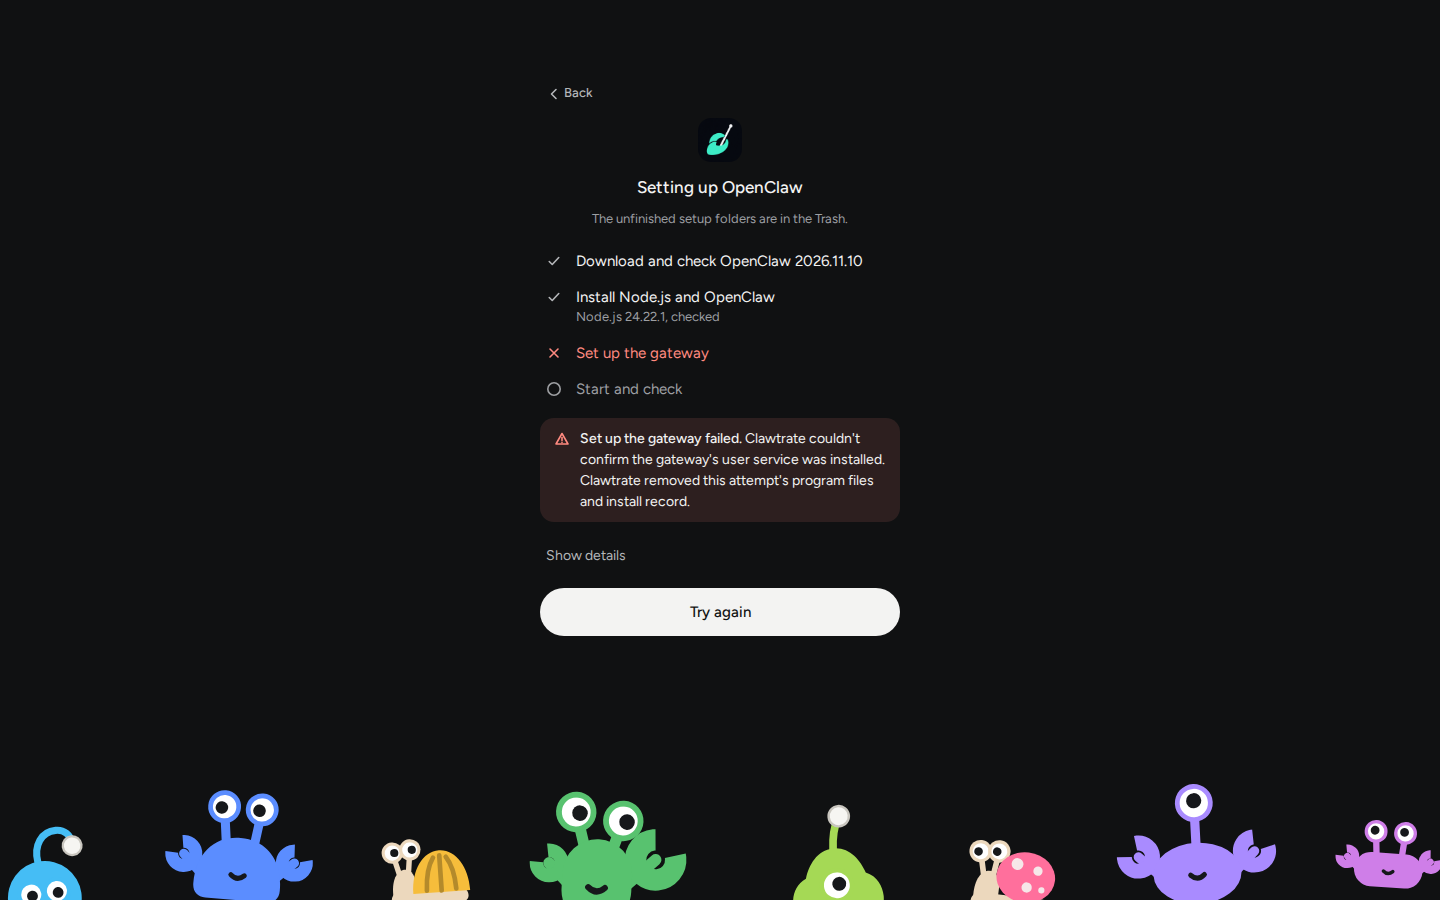 Back
Setting up OpenClaw
The unfinished setup folders are in the Trash.
Download and check OpenClaw 2026.11.10
Install Node.js and OpenClaw
Node.js 24.22.1, checked
Set up the gateway
Start and check
Set up the gateway failed. Clawtrate couldn't
confirm the gateway's user service was installed.
Clawtrate removed this attempt's program files
and install record.
Show details
Try again